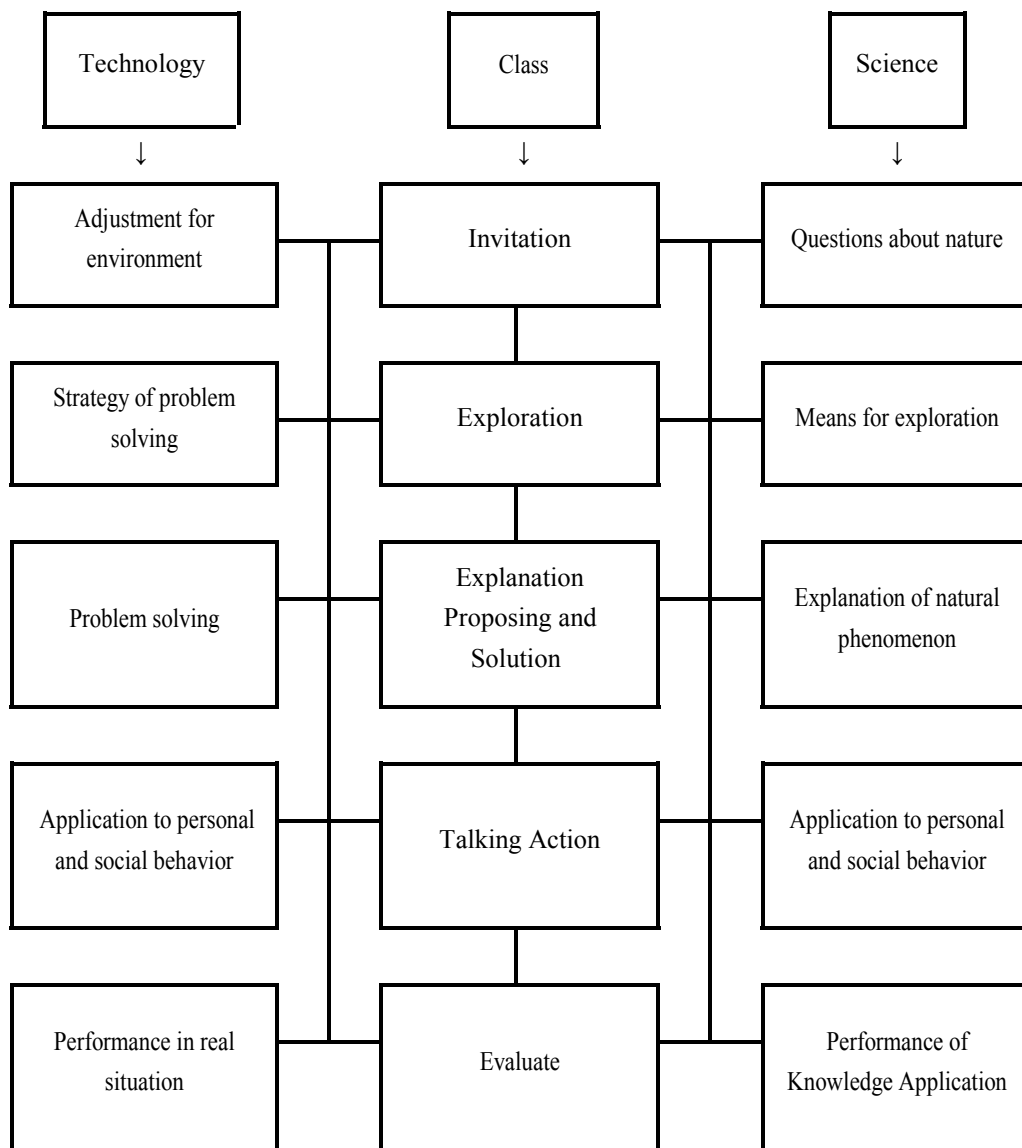 Technology
Class
Science
↓
↓
↓
Adjustment for
environment
Invitation
Questions about nature
Strategy of problem
solving
Exploration
Means for exploration
Problem solving
Explanation
Proposing and
Solution
Explanation of natural
phenomenon
Application to personal
and social behavior
Talking Action
Application to personal
and social behavior
Performance in real
situation
Evaluate
Performance of
Knowledge Application